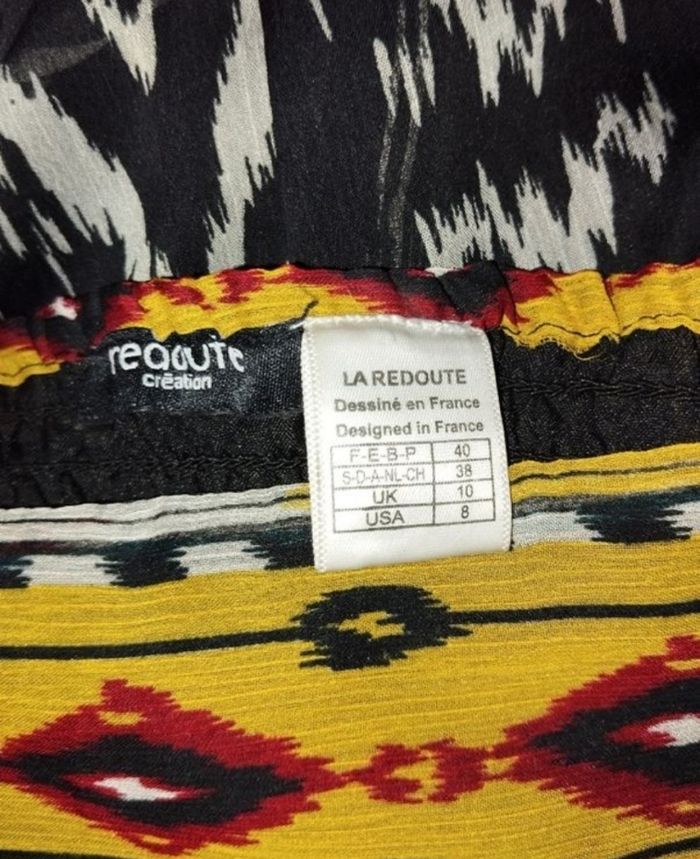 redoute
création
LA REDOUTE
Dessiné en France
Designed in France
F-E-B-P 40
S-D-A-NL-CH 38
UK 10
USA 8